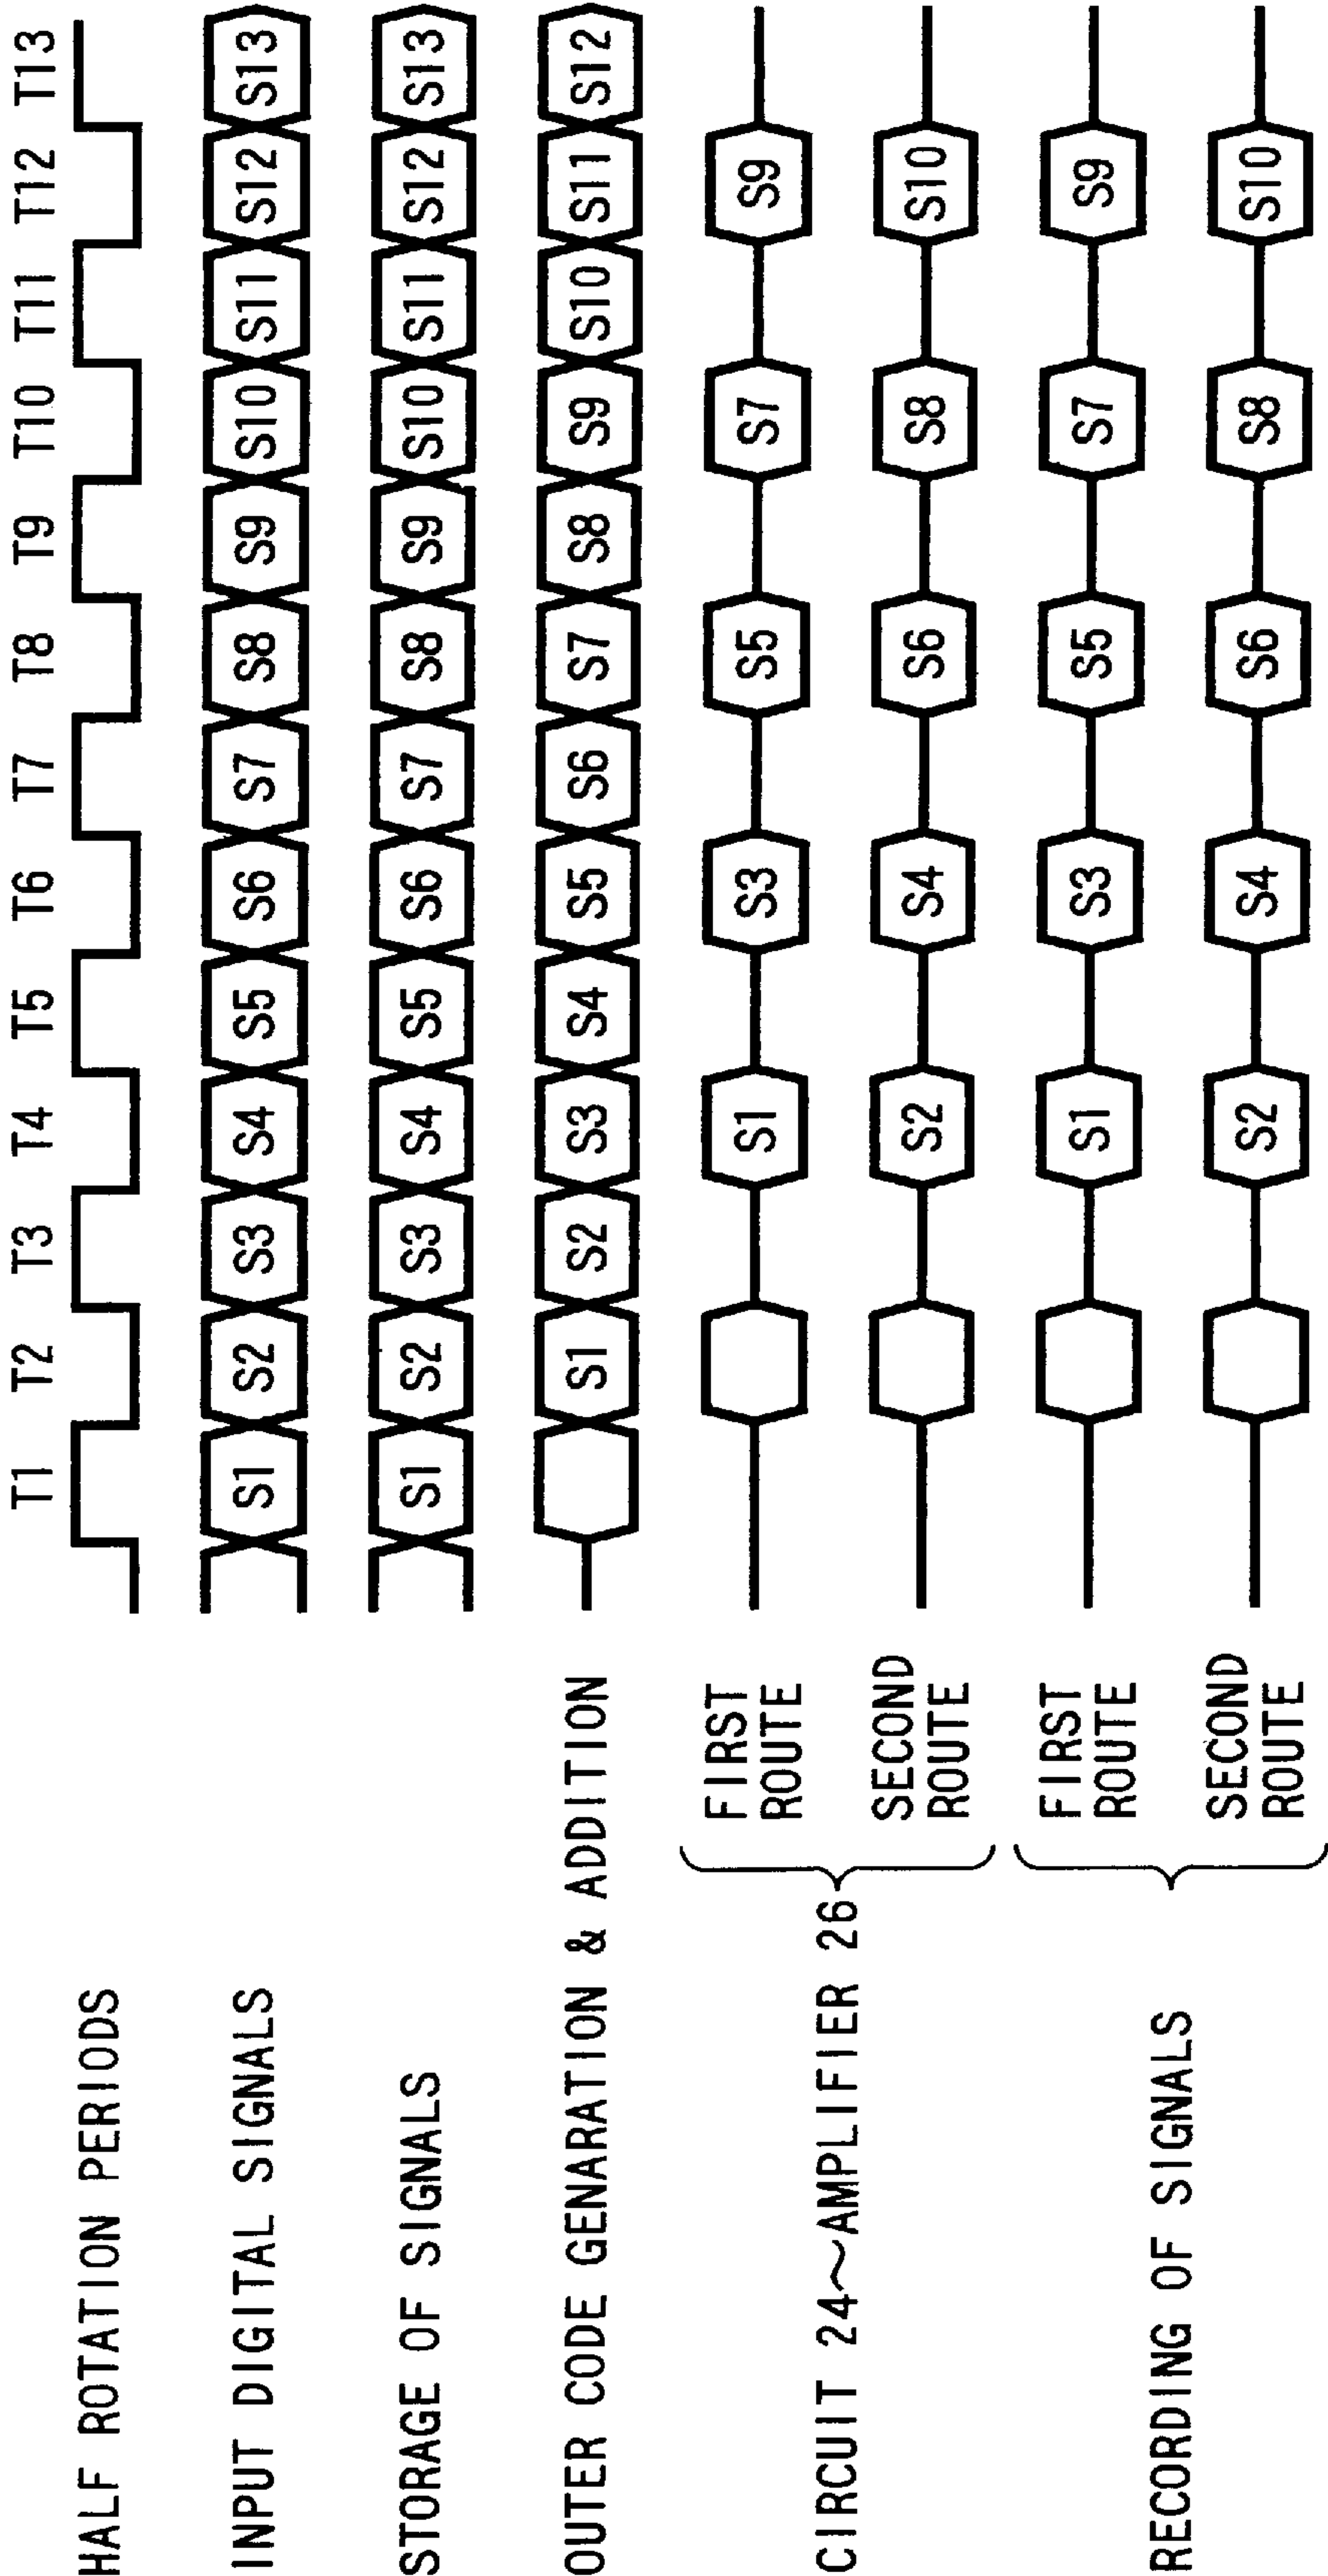 T1 T2 T3 T4 T5 T6 T7 T8 T9 T10 T11 T12 T13
HALF ROTATION PERIODS
INPUT DIGITAL SIGNALS
S1 S2 S3 S4 S5 S6 S7 S8 S9 S10 S11 S12 S13
STORAGE OF SIGNALS
S1 S2 S3 S4 S5 S6 S7 S8 S9 S10 S11 S12 S13
OUTER CODE GENARATION & ADDITION
S1 S2 S3 S4 S5 S6 S7 S8 S9 S10 S11 S12
CIRCUIT 24~AMPLIFIER 26
FIRST
ROUTE
S1 S3 S5 S7 S9
SECOND
ROUTE
S2 S4 S6 S8 S10
RECORDING OF SIGNALS
FIRST
ROUTE
S1 S3 S5 S7 S9
SECOND
ROUTE
S2 S4 S6 S8 S10